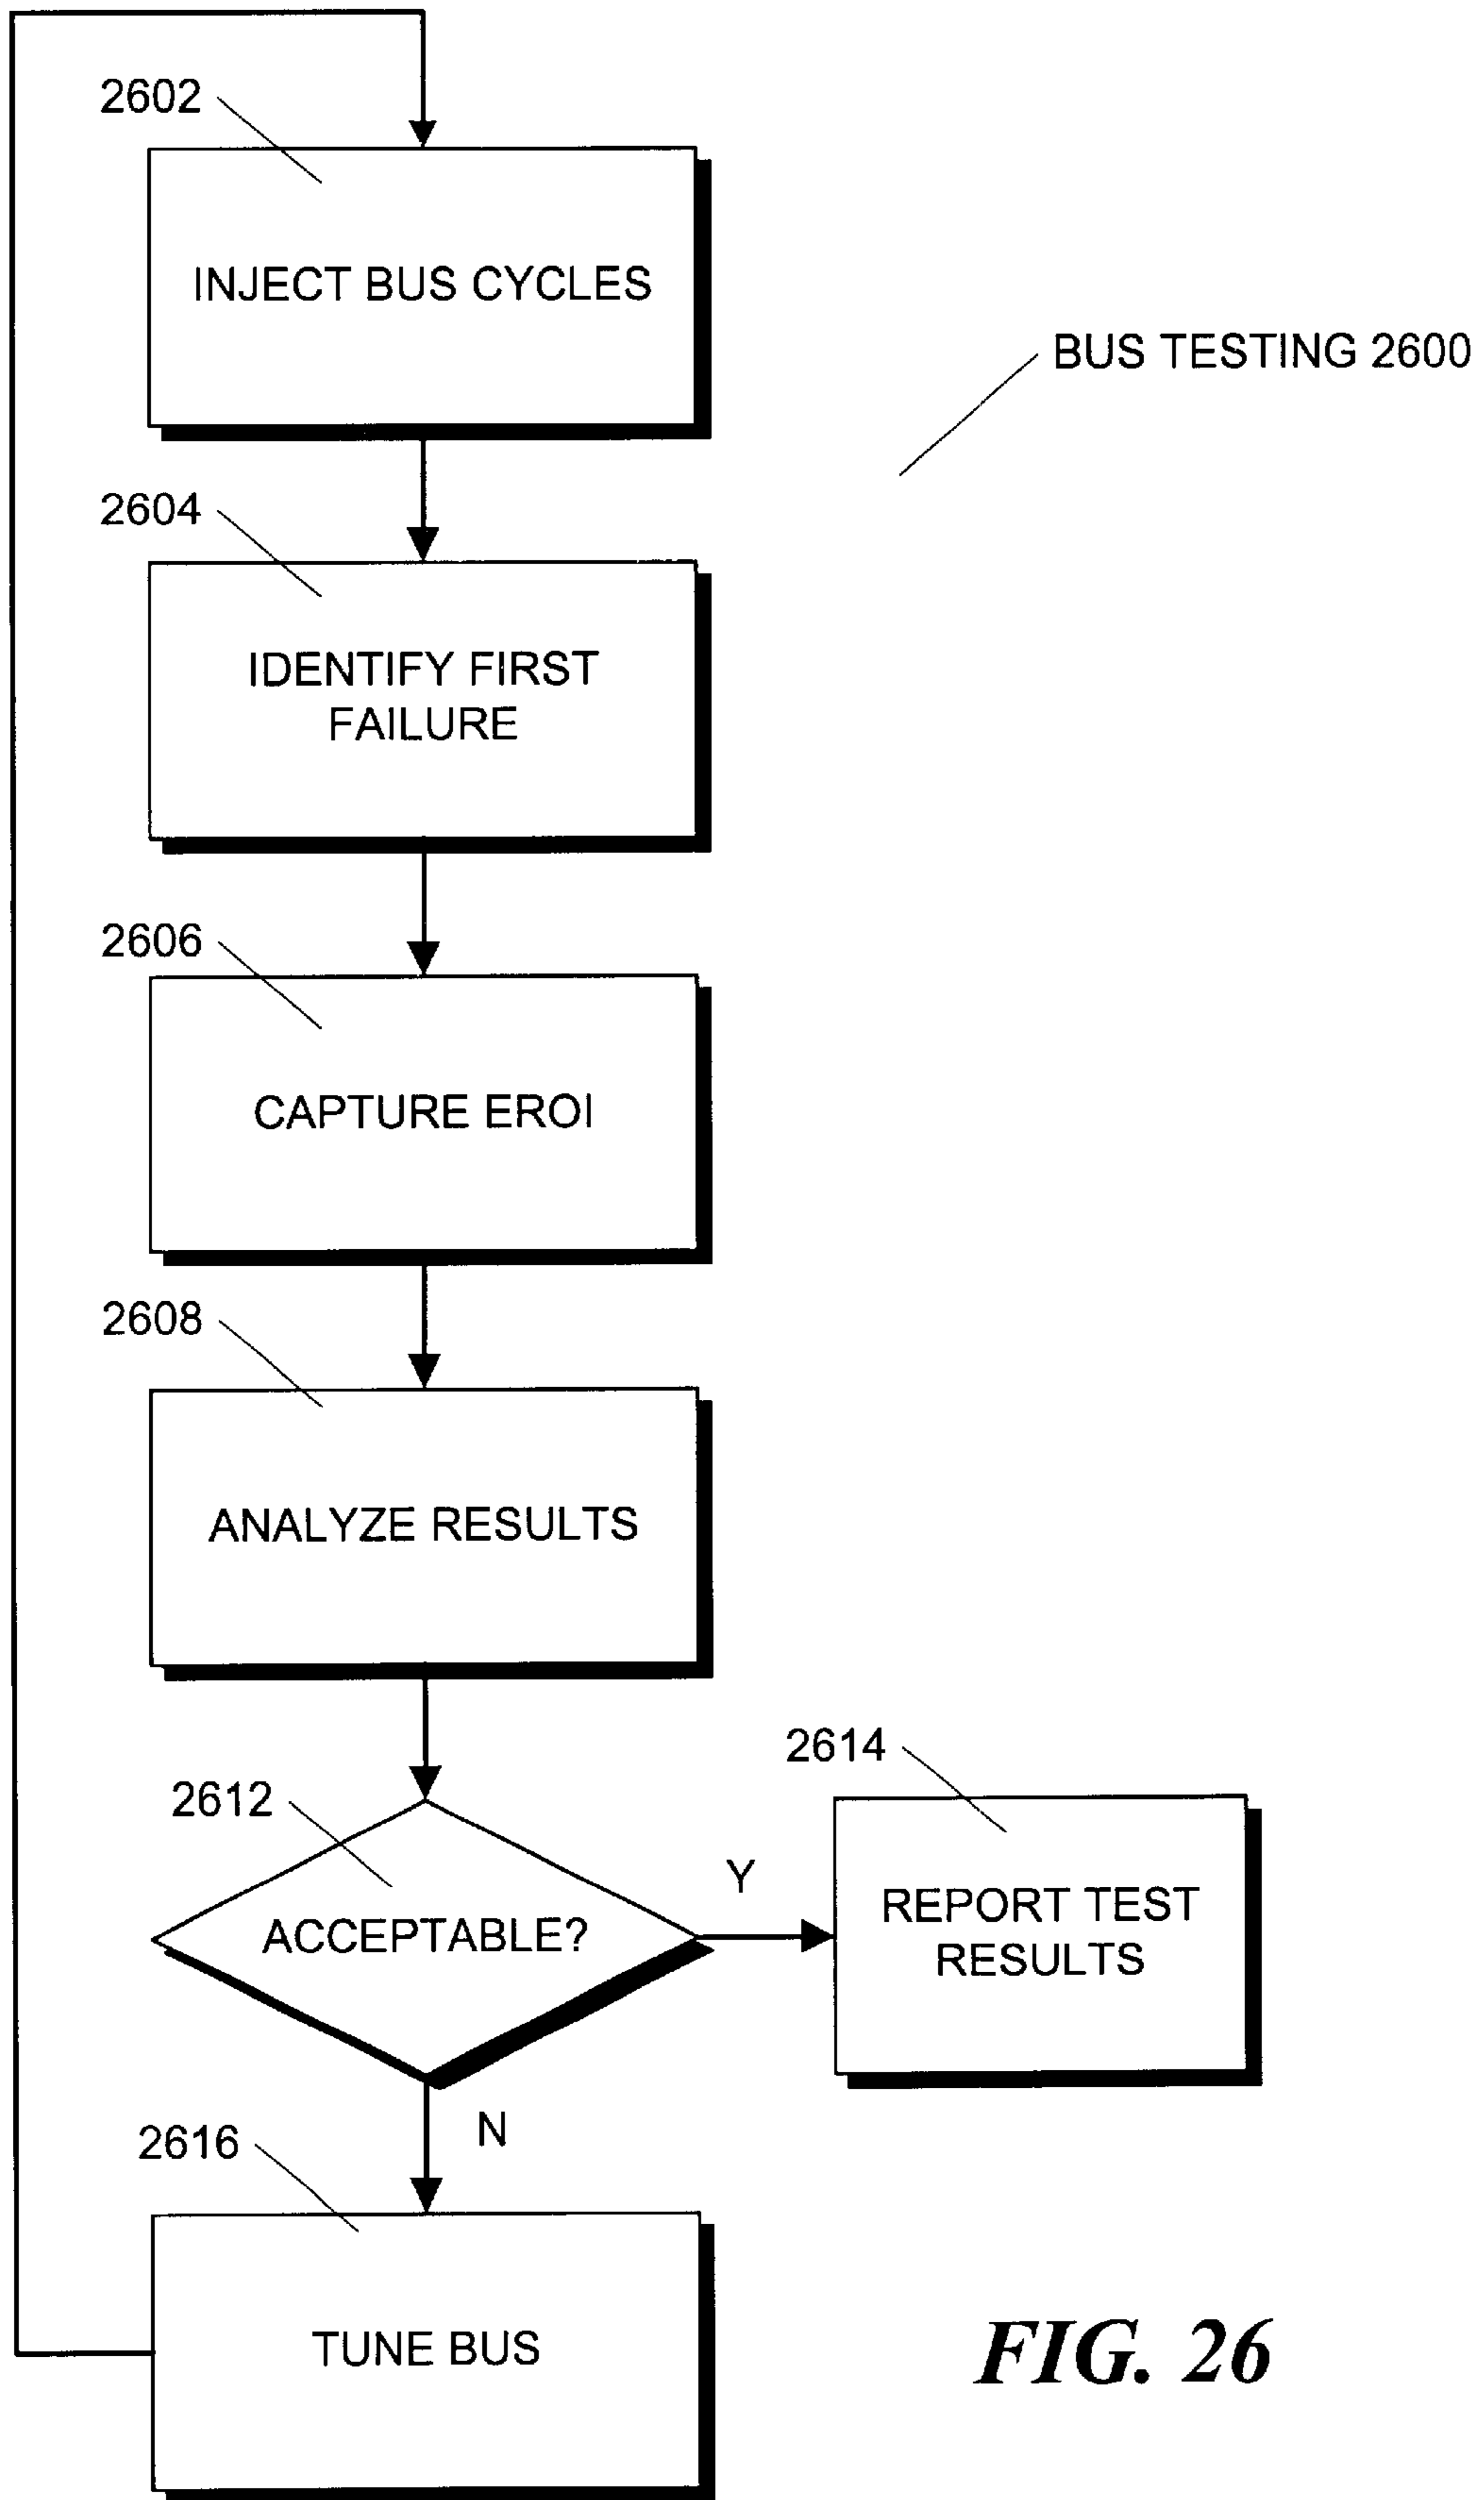 2602
INJECT BUS CYCLES
BUS TESTING 2600
2604
IDENTIFY FIRST
FAILURE
2606
CAPTURE EROI
2608
ANALYZE RESULTS
2612
ACCEPTABLE?
Y
2614
REPORT TEST
RESULTS
N
2616
TUNE BUS
FIG. 26